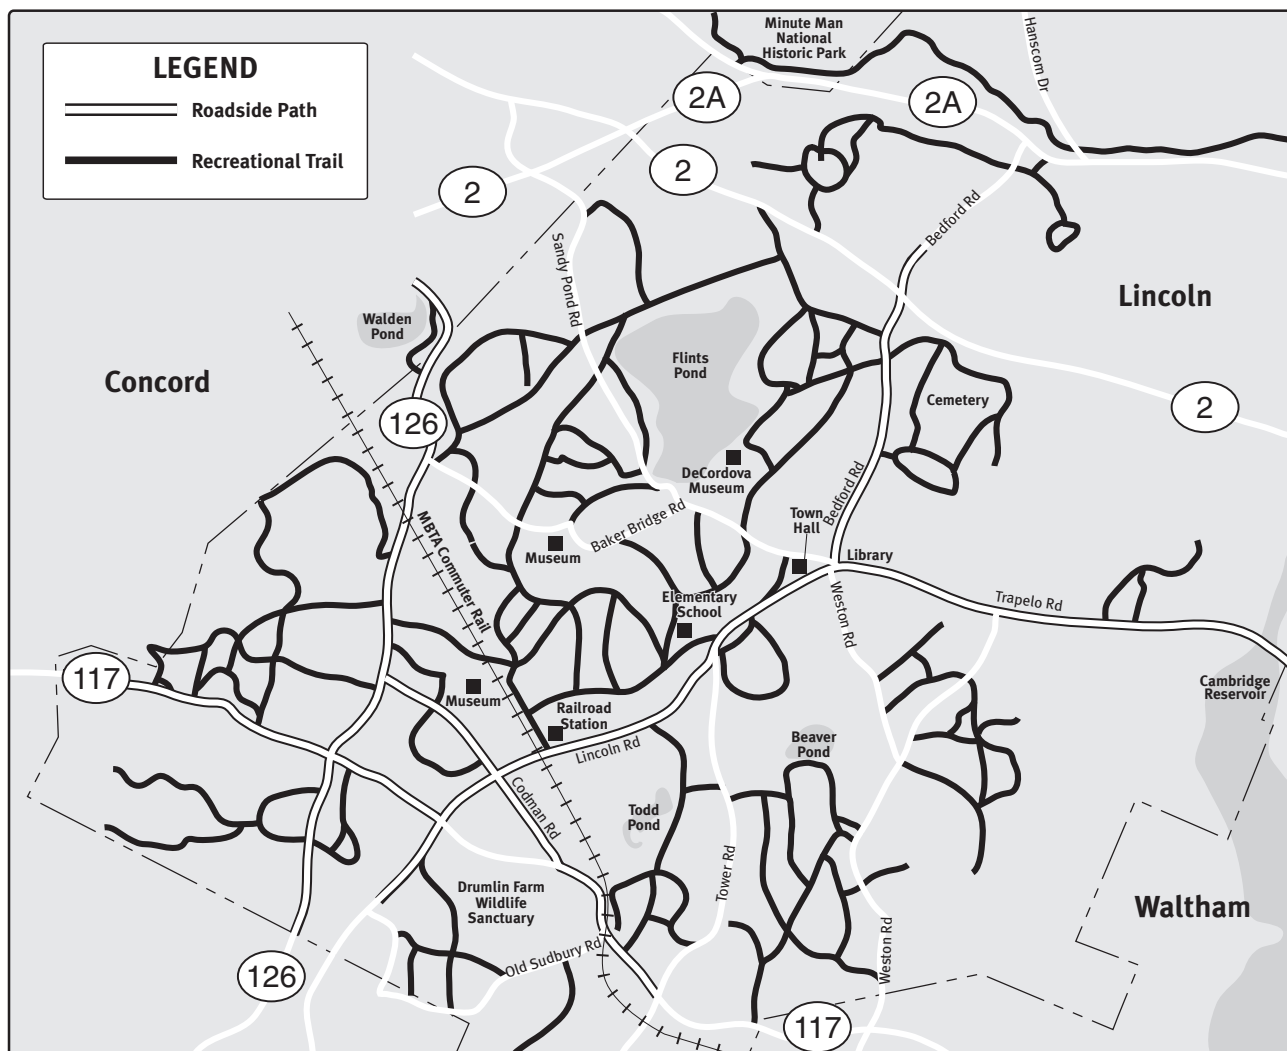 LEGEND
Roadside Path
Recreational Trail
Minute Man
National
Historic Park
Hanscom Dr
2A
2A
2
2
Bedford Rd
Sandy Pond Rd
Lincoln
Walden
Pond
Flints
Pond
Concord
126
Cemetery
2
DeCordova
Museum
Bedford Rd
Town
Hall
MBTA Commuter Rail
Baker Bridge Rd
Museum
Library
Elementary
School
Weston Rd
Trapelo Rd
117
Museum
Cambridge
Reservoir
Railroad
Station
Lincoln Rd
Beaver
Pond
Codman Rd
Todd
Pond
Tower Rd
Drumlin Farm
Wildlife
Sanctuary
Waltham
Weston Rd
Old Sudbury Rd
126
117